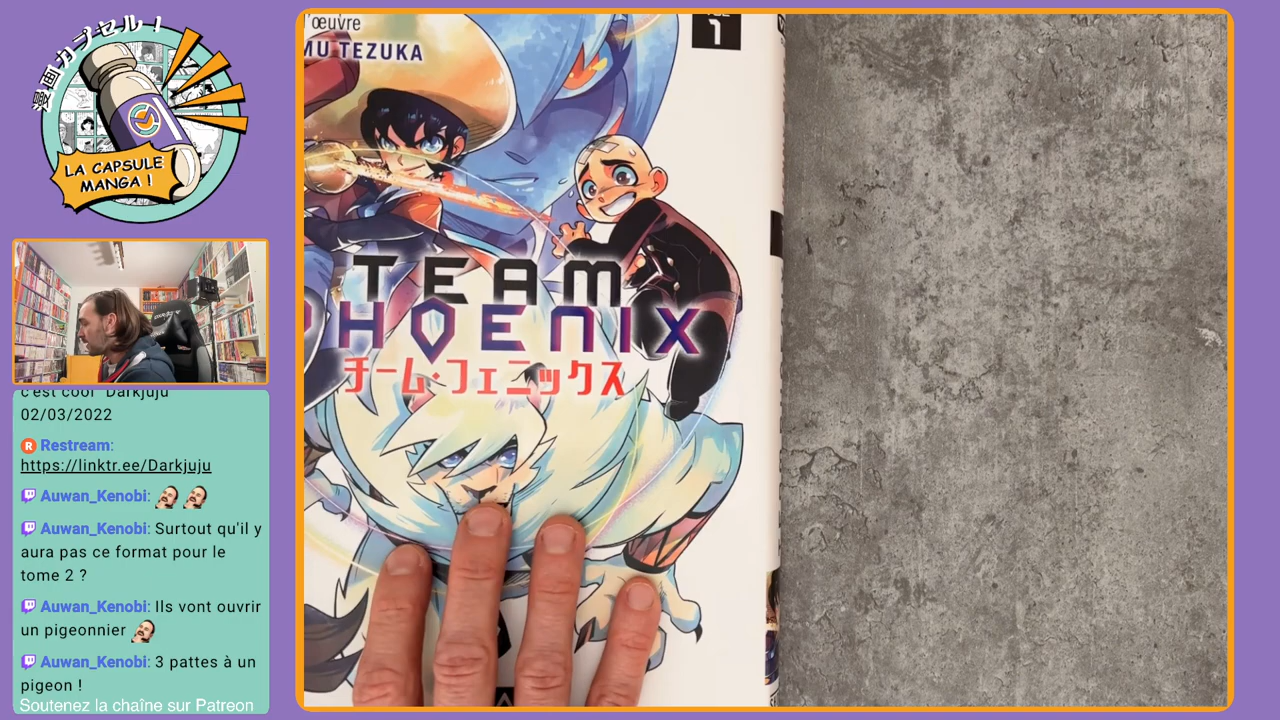 漫画カプセル!
LA CAPSULE
MANGA !
c'est cool" Darkjuju
02/03/2022
Restream:
https://linktr.ee/Darkjuju
Auwan_Kenobi:
Auwan_Kenobi: Surtout qu'il y
aura pas ce format pour le
tome 2 ?
Auwan_Kenobi: Ils vont ouvrir
un pigeonnier
Auwan_Kenobi: 3 pattes à un
pigeon !
Soutenez la chaîne sur Patreon
l'œuvre
MU TEZUKA
1
TEAM
PHOENIX
チーム・フェニックス